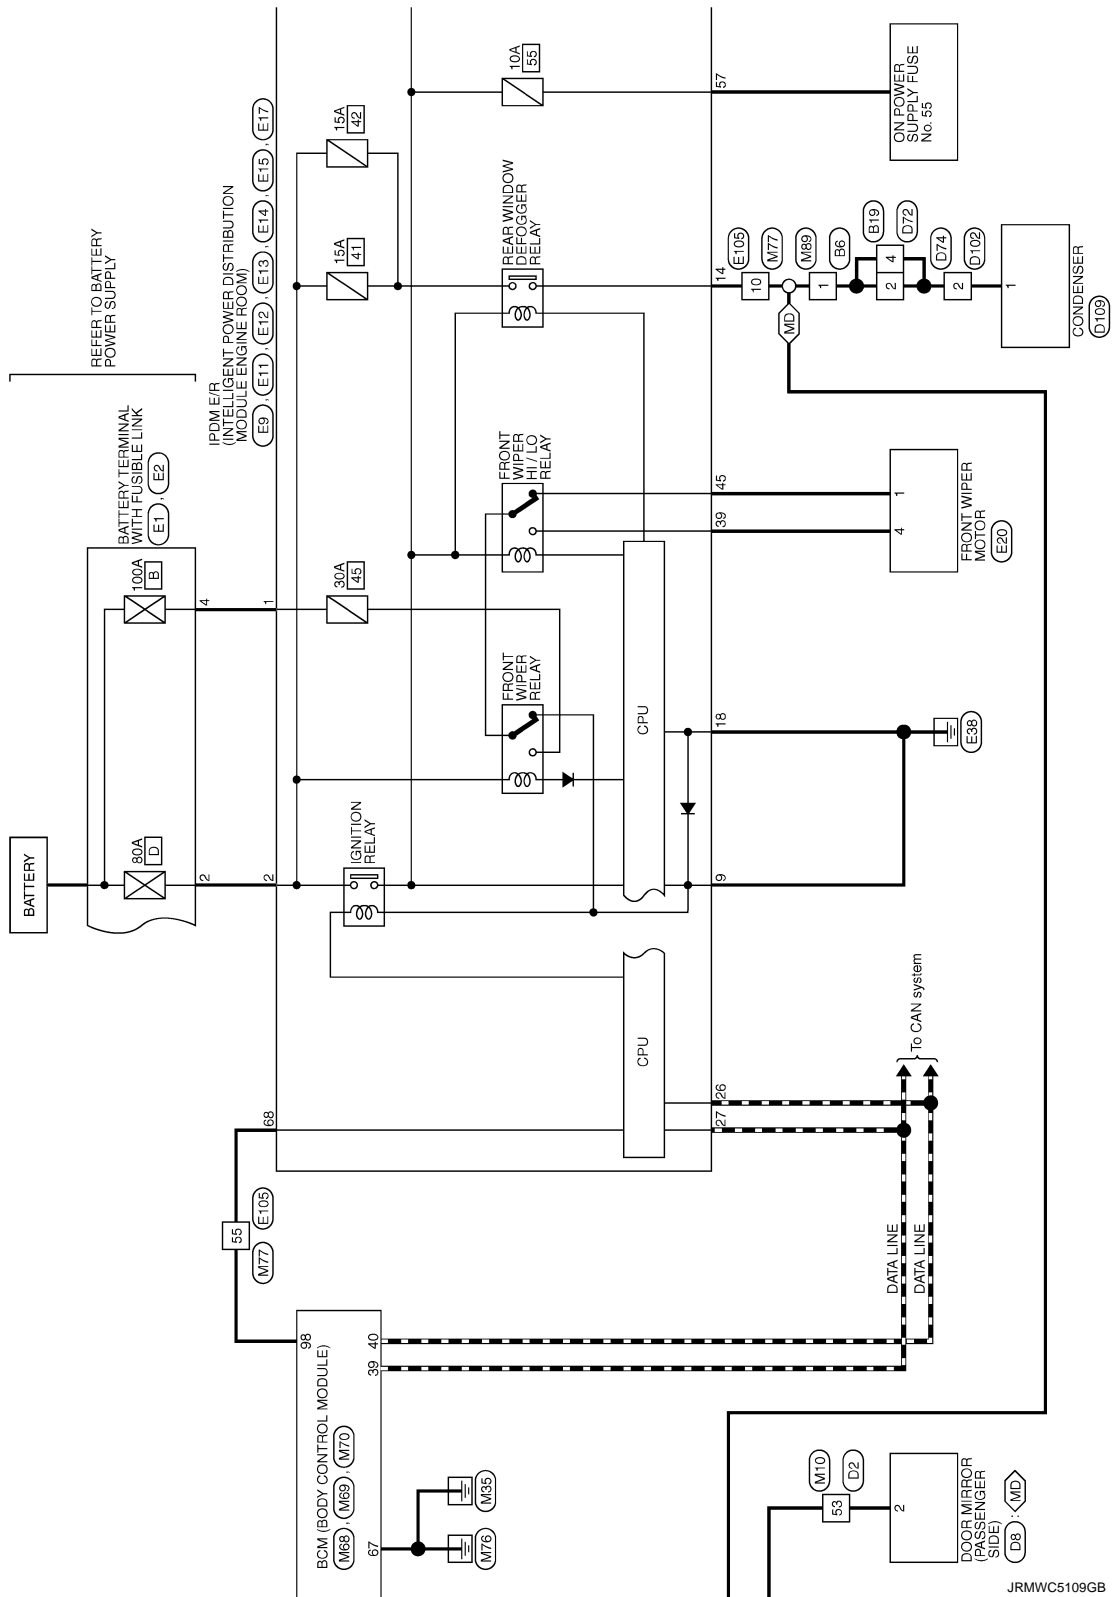 REFER TO BATTERY
POWER SUPPLY
BATTERY
BATTERY TERMINAL
WITH FUSIBLE LINK
E1 , E2
80A
D
100A
B
2
4
IPDM E/R
(INTELLIGENT POWER DISTRIBUTION
MODULE ENGINE ROOM)
E9 , E11 , E12 , E13 , E14 , E15 , E17
68
2
1
30A
45
15A
41
15A
42
10A
55
IGNITION
RELAY
FRONT
WIPER
RELAY
FRONT
WIPER
HI / LO
RELAY
REAR WINDOW
DEFOGGER
RELAY
CPU
CPU
27
26
9
18
39
45
14
57
55
M77
E105
BCM (BODY CONTROL MODULE)
M68 , M69 , M70
98
67
39
40
M76
M35
DATA LINE
DATA LINE
To CAN system
E38
4
1
FRONT WIPER
MOTOR
E20
10
E105
M77
MD
1
M89
B6
2
4
B19
D72
2
D74
D102
1
CONDENSER
D109
ON POWER
SUPPLY FUSE
No. 55
53
M10
D2
2
DOOR MIRROR
(PASSENGER
SIDE)
D8 : MD
JRMWC5109GB